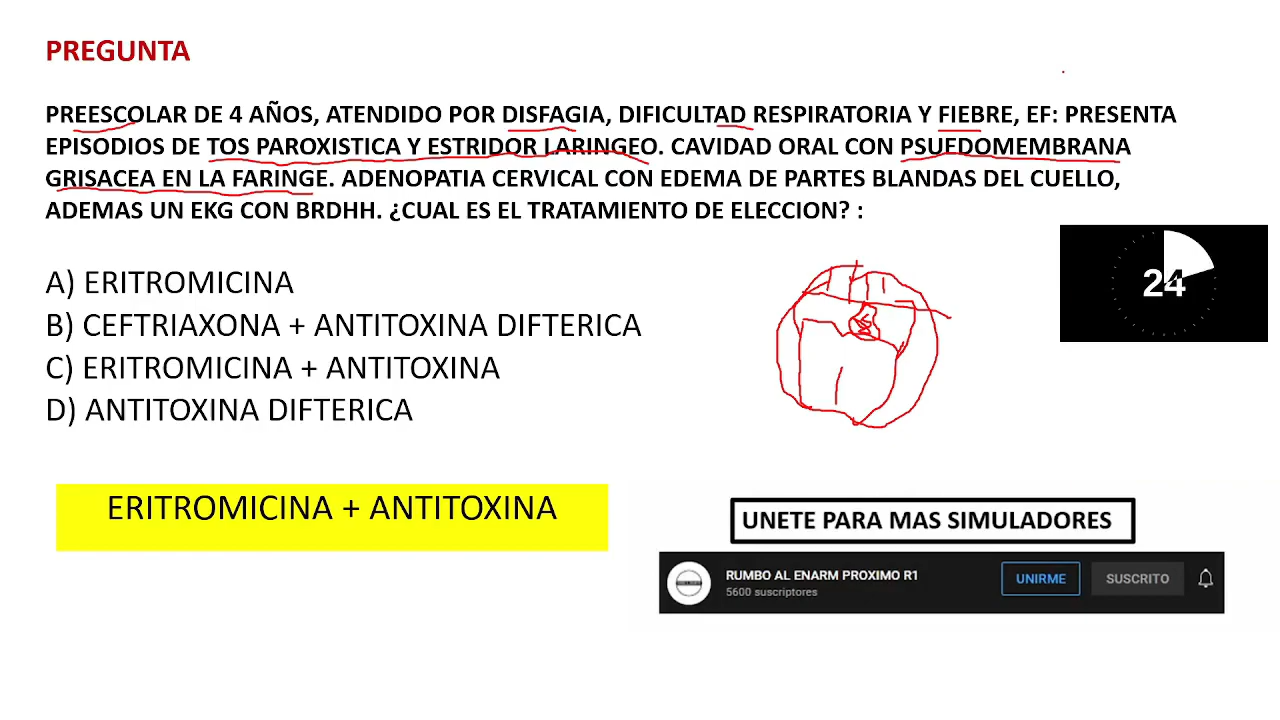 PREGUNTA
PREESCOLAR DE 4 AÑOS, ATENDIDO POR DISFAGIA, DIFICULTAD RESPIRATORIA Y FIEBRE, EF: PRESENTA
EPISODIOS DE TOS PAROXISTICA Y ESTRIDOR LARINGEO. CAVIDAD ORAL CON PSUEDOMEMBRANA
GRISACEA EN LA FARINGE. ADENOPATIA CERVICAL CON EDEMA DE PARTES BLANDAS DEL CUELLO,
ADEMAS UN EKG CON BRDHH. ¿CUAL ES EL TRATAMIENTO DE ELECCION? :
A) ERITROMICINA
B) CEFTRIAXONA + ANTITOXINA DIFTERICA
C) ERITROMICINA + ANTITOXINA
D) ANTITOXINA DIFTERICA
24
ERITROMICINA + ANTITOXINA
UNETE PARA MAS SIMULADORES
RUMBO AL ENARM PROXIMO R1
5600 suscriptores
UNIRME
SUSCRITO